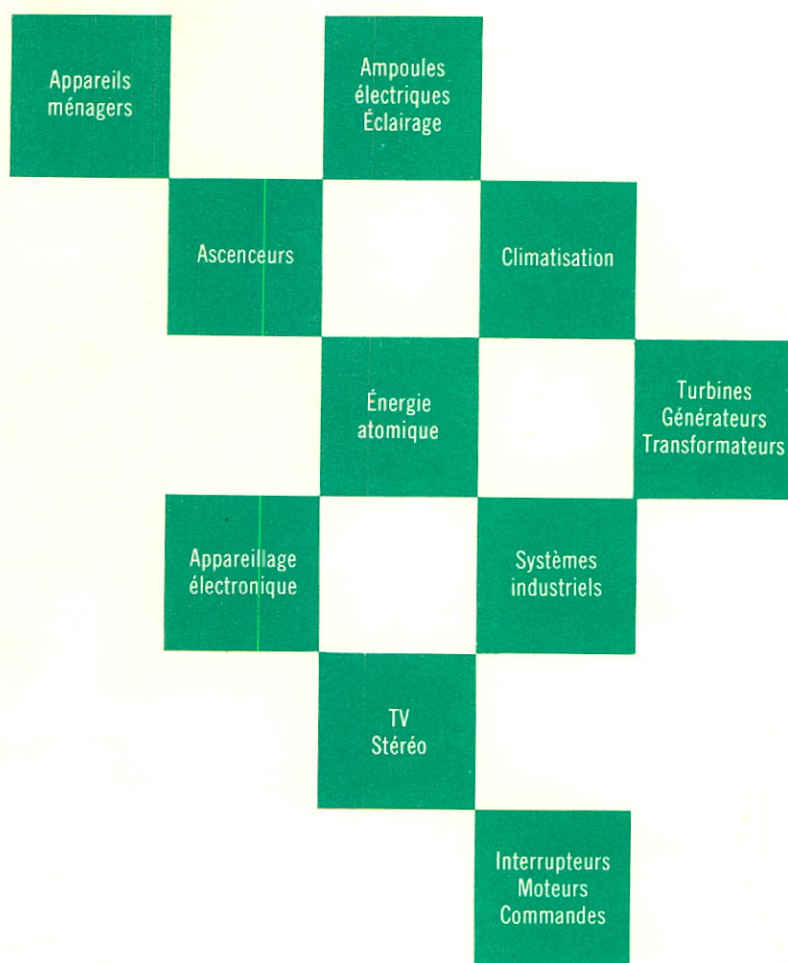 Appareils
ménagers
Ampoules
électriques
Éclairage
Ascenceurs
Climatisation
Énergie
atomique
Turbines
Générateurs
Transformateurs
Appareillage
électronique
Systèmes
industriels
TV
Stéréo
Interrupteurs
Moteurs
Commandes